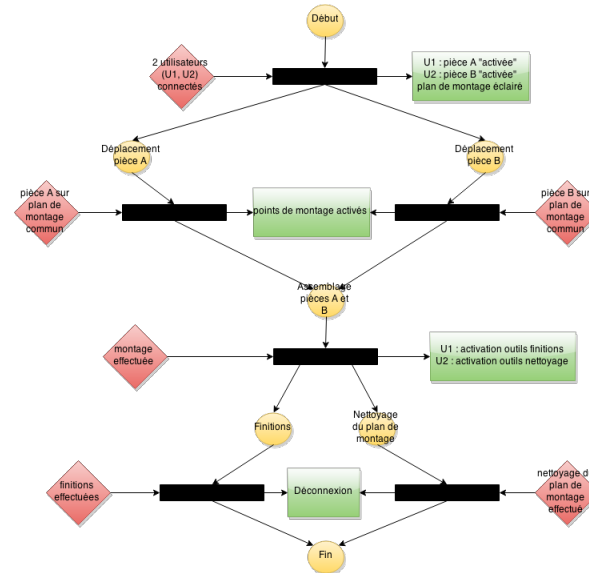 Début
2 utilisateurs
(U1, U2)
connectés
U1 : pièce A "activée"
U2 : pièce B "activée"
plan de montage éclairé
Déplacement
pièce A
Déplacement
pièce B
pièce A sur
plan de
montage
commun
points de montage activés
pièce B sur
plan de
montage
commun
Assemblage
pièces A et
B
montage
effectuée
U1 : activation outils finitions
U2 : activation outils nettoyage
Finitions
Nettoyage
du plan de
montage
finitions
effectuées
Déconnexion
nettoyage d
plan de
montage
effectué
Fin